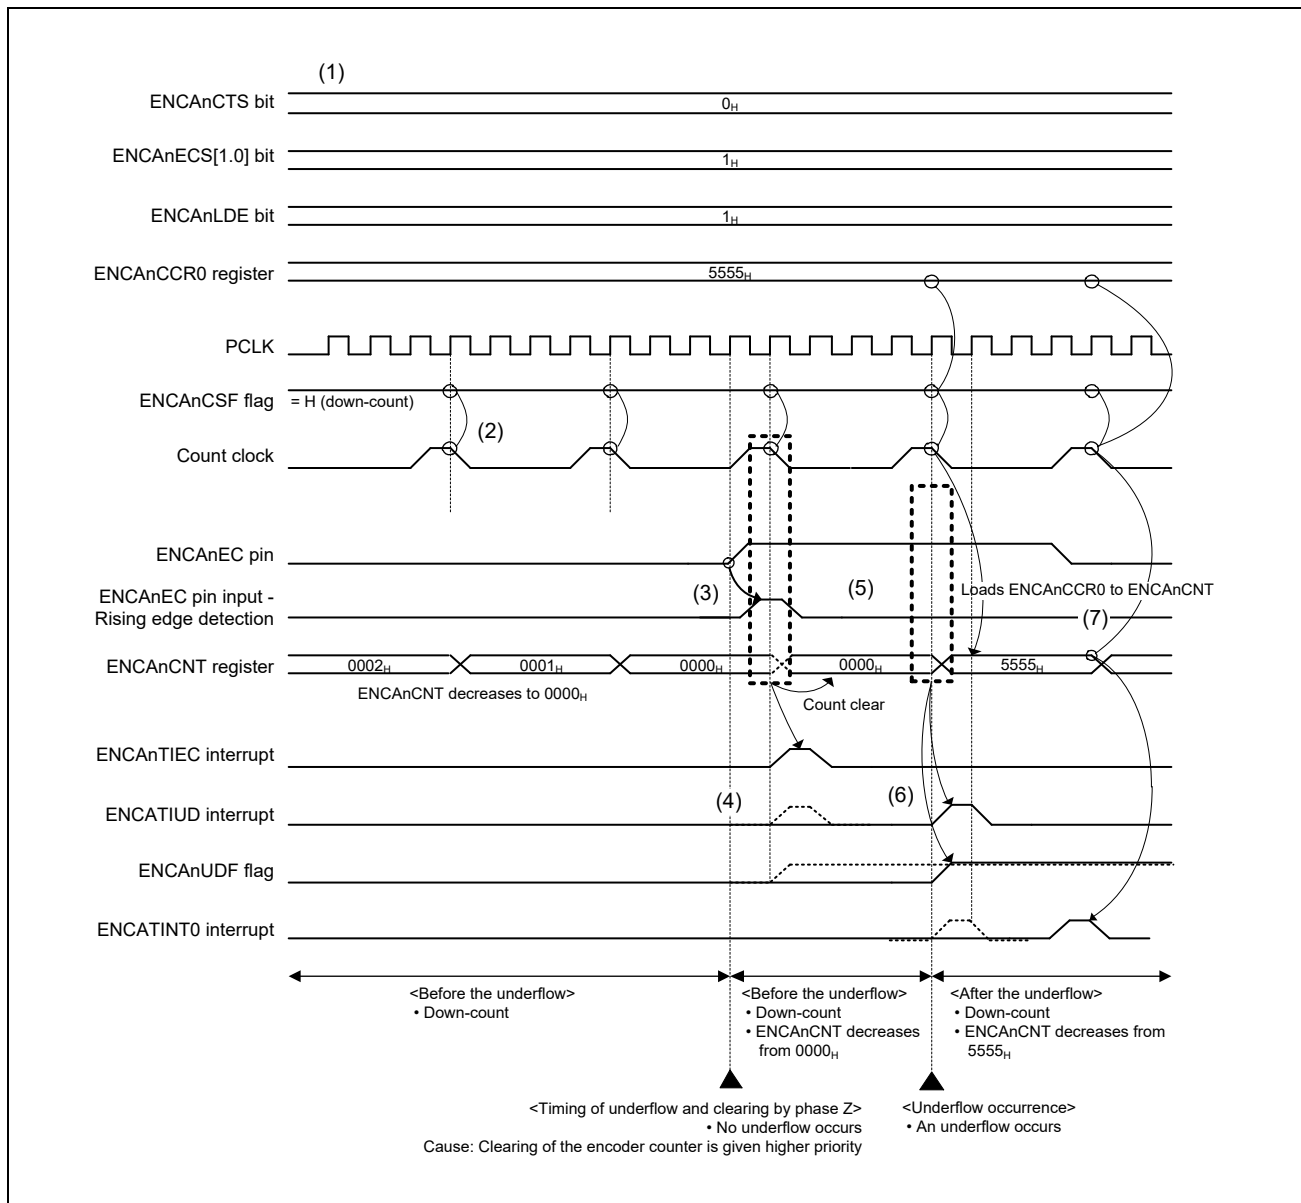 (1)
ENCAnCTS bit
0H
ENCAnECS[1.0] bit
1H
ENCAnLDE bit
1H
ENCAnCCR0 register
5555H
PCLK
ENCAnCSF flag
= H (down-count)
(2)
Count clock
ENCAnEC pin
ENCAnEC pin input -
Rising edge detection
(3)
(5)
Loads ENCAnCCR0 to ENCAnCNT
(7)
ENCAnCNT register
0002H
0001H
0000H
0000H
5555H
ENCAnCNT decreases to 0000H
Count clear
ENCAnTIEC interrupt
ENCATIUD interrupt
(4)
(6)
ENCAnUDF flag
ENCATINT0 interrupt
<Before the underflow>
• Down-count
<Before the underflow>
• Down-count
• ENCAnCNT decreases
from 0000H
<After the underflow>
• Down-count
• ENCAnCNT decreases from
5555H
<Timing of underflow and clearing by phase Z>
• No underflow occurs
Cause: Clearing of the encoder counter is given higher priority
<Underflow occurrence>
• An underflow occurs